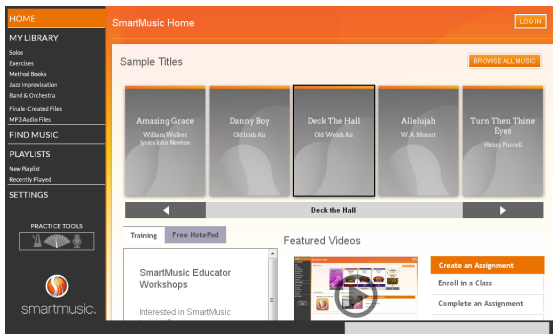 HOME
MY LIBRARY
Solos
Exercises
Method Books
Jazz Improvisation
Band & Orchestra
Finale-Created Files
MP3 Audio Files
FIND MUSIC
PLAYLISTS
New Playlist
Recently Played
SETTINGS
PRACTICE TOOLS
smartmusic.
SmartMusic Home
LOG IN
Sample Titles
BROWSE ALL MUSIC
Amazing Grace
William Walker
lyrics John Newton
Danny Boy
Old Irish Air
Deck The Hall
Old Welsh Air
Allelujah
W.A.Mozart
Turn Then Thine
Eyes
Henry Purcell
Deck the Hall
Training
Free NotePad
SmartMusic Educator
Workshops
Interested in SmartMusic
Featured Videos
Create an Assignment
Enroll in a Class
Complete an Assignment